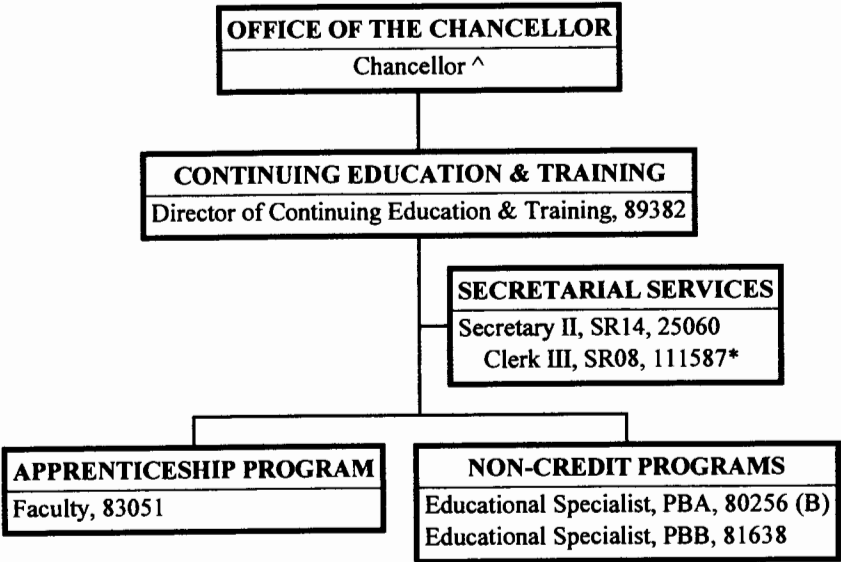 OFFICE OF THE CHANCELLOR
Chancellor ^
CONTINUING EDUCATION & TRAINING
Director of Continuing Education & Training, 89382
SECRETARIAL SERVICES
Secretary II, SR14, 25060
Clerk III, SR08, 111587*
APPRENTICESHIP PROGRAM
Faculty, 83051
NON-CREDIT PROGRAMS
Educational Specialist, PBA, 80256 (B)
Educational Specialist, PBB, 81638